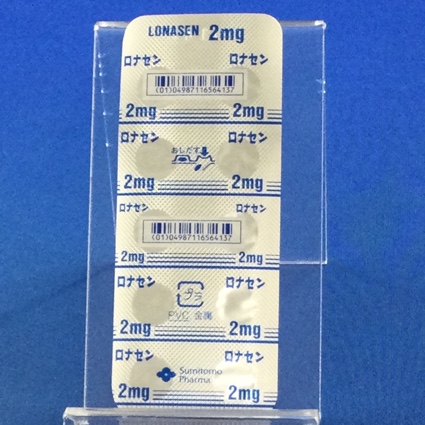 LONASEN 2mg
ロナセン ロナセン
(01)04987116564137
2mg 2mg
ロナセン ロナセン
おしだす
2mg 2mg
ロナセン ロナセン
(01)04987116564137
2mg 2mg
ロナセン ロナセン
プラ
PVC 金属
2mg 2mg
ロナセン ロナセン
Sumitomo
Pharma
2mg 2mg